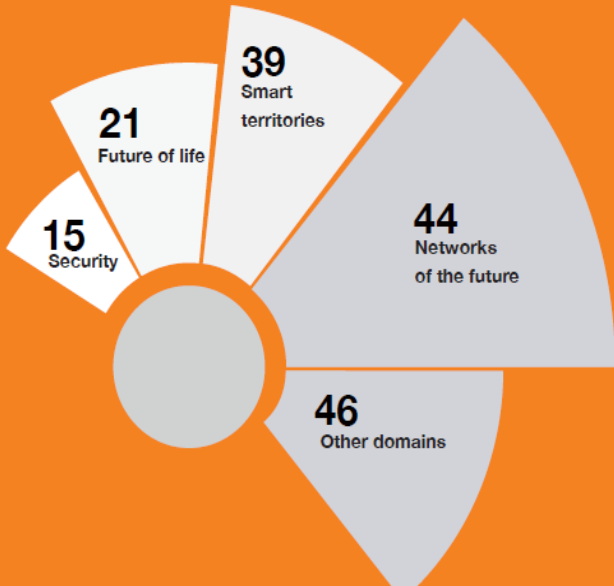 39
Smart
territories
21
Future of life
15
Security
44
Networks
of the future
46
Other domains